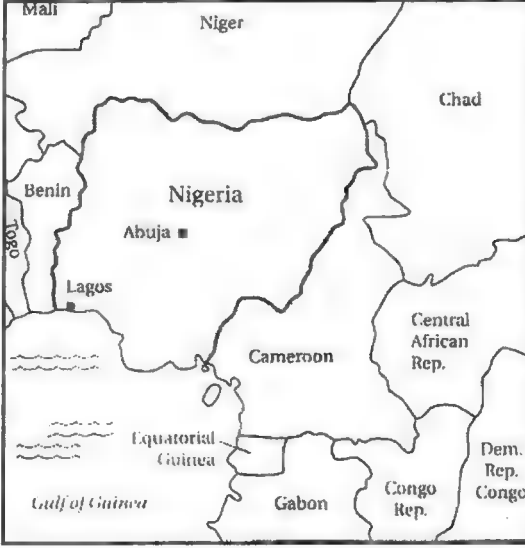 Mali
Niger
Chad
Benin
Nigeria
Abuja
Togo
Lagos
Central
African
Rep.
Cameroon
Equatorial
Guinea
Dem.
Rep.
Congo
Gulf of Guinea
Gabon
Congo
Rep.